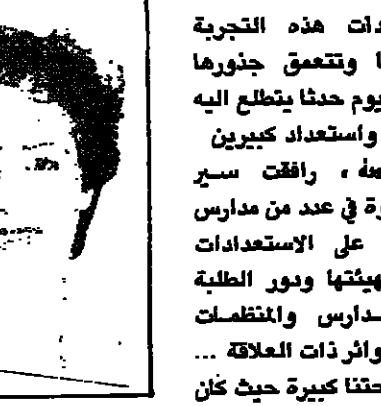 دات هذه التجربة
ا وتتعمق جذورها
يوم حدثا يتطلع اليه
واستعداد كبيرين
رافقت سير
رة في عدد من مدارس
على الاستعدادات
هيئتها ودور الطلبة
دارس والمنظمات
وائر ذات العلاقة ...
حتنا كبيرة حيث كان